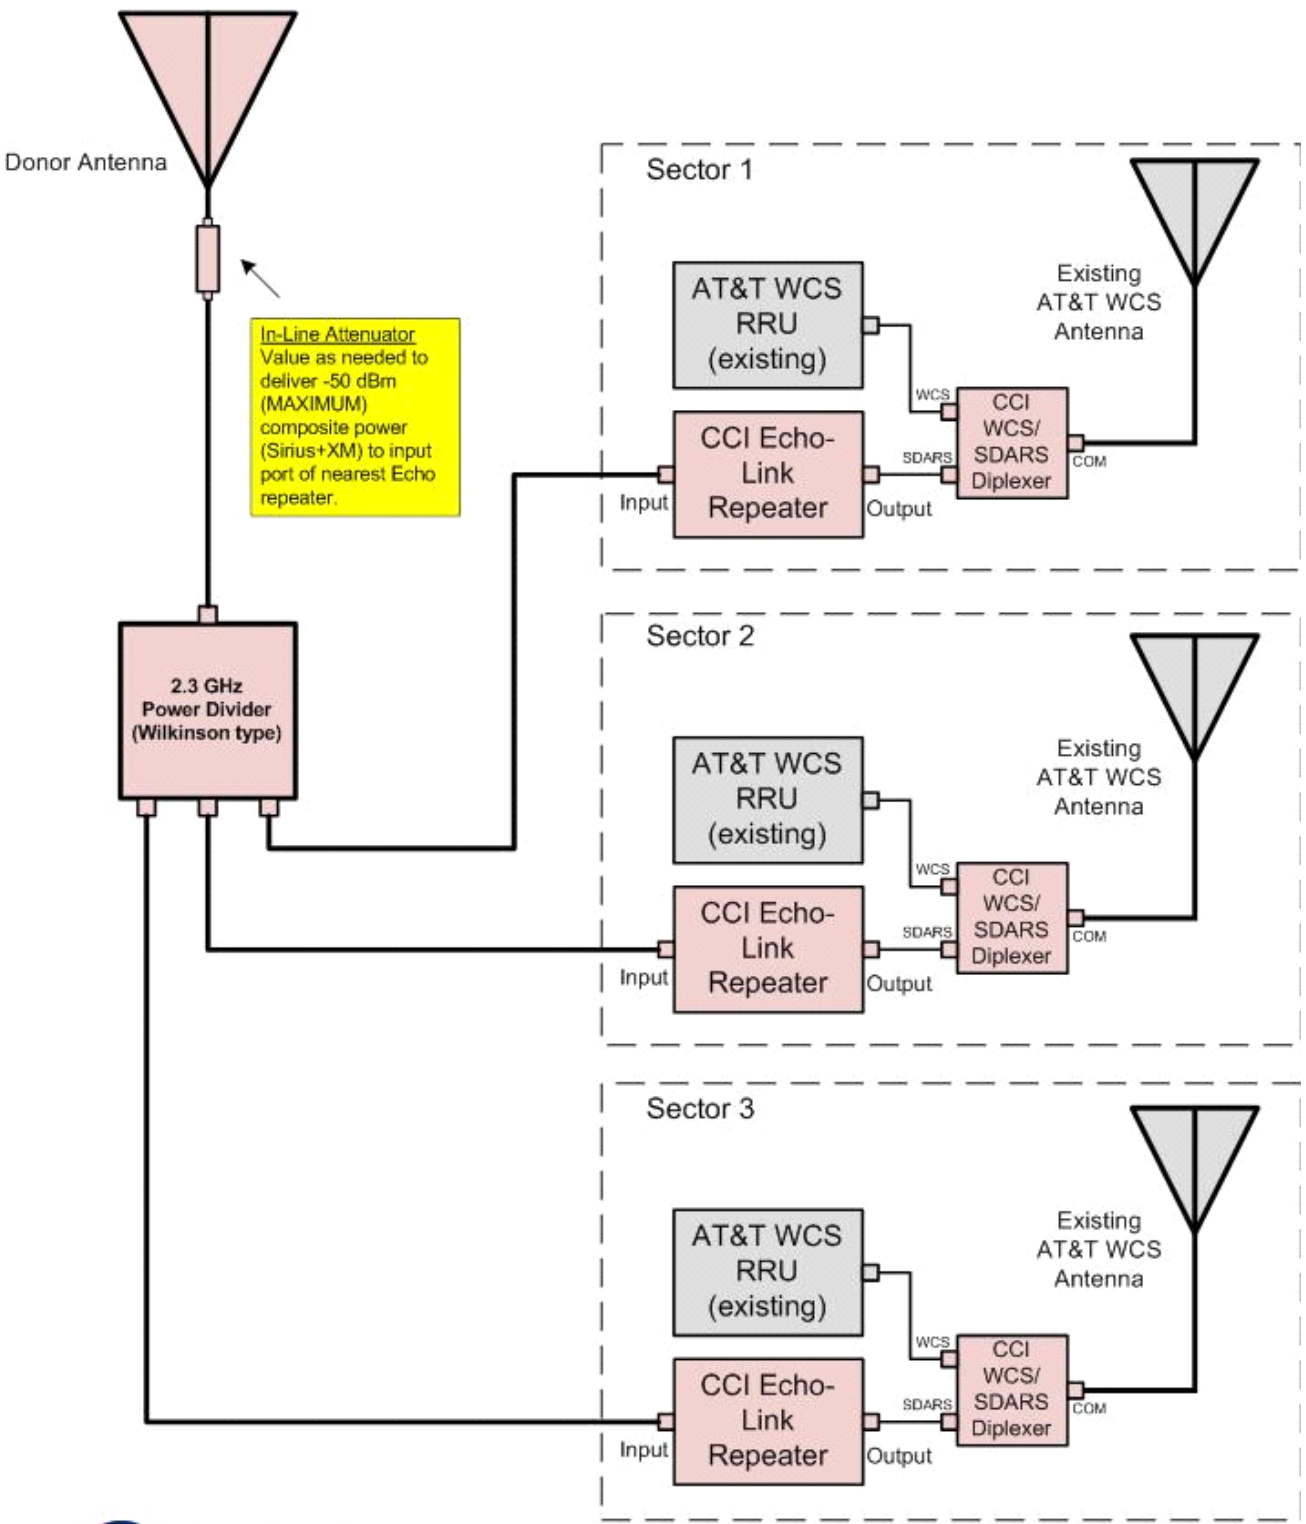 Donor Antenna
In-Line Attenuator
Value as needed to
deliver -50 dBm
(MAXIMUM)
composite power
(Sirius+XM) to input
port of nearest Echo
repeater.
2.3 GHz
Power Divider
(Wilkinson type)
Sector 1
AT&T WCS
RRU
(existing)
Existing
AT&T WCS
Antenna
WCS
CCI
WCS/
SDARS
Diplexer
COM
CCI Echo-
Link
Repeater
SDARS
Input
Output
Sector 2
AT&T WCS
RRU
(existing)
Existing
AT&T WCS
Antenna
WCS
CCI
WCS/
SDARS
Diplexer
COM
CCI Echo-
Link
Repeater
SDARS
Input
Output
Sector 3
AT&T WCS
RRU
(existing)
Existing
AT&T WCS
Antenna
WCS
CCI
WCS/
SDARS
Diplexer
COM
CCI Echo-
Link
Repeater
SDARS
Input
Output